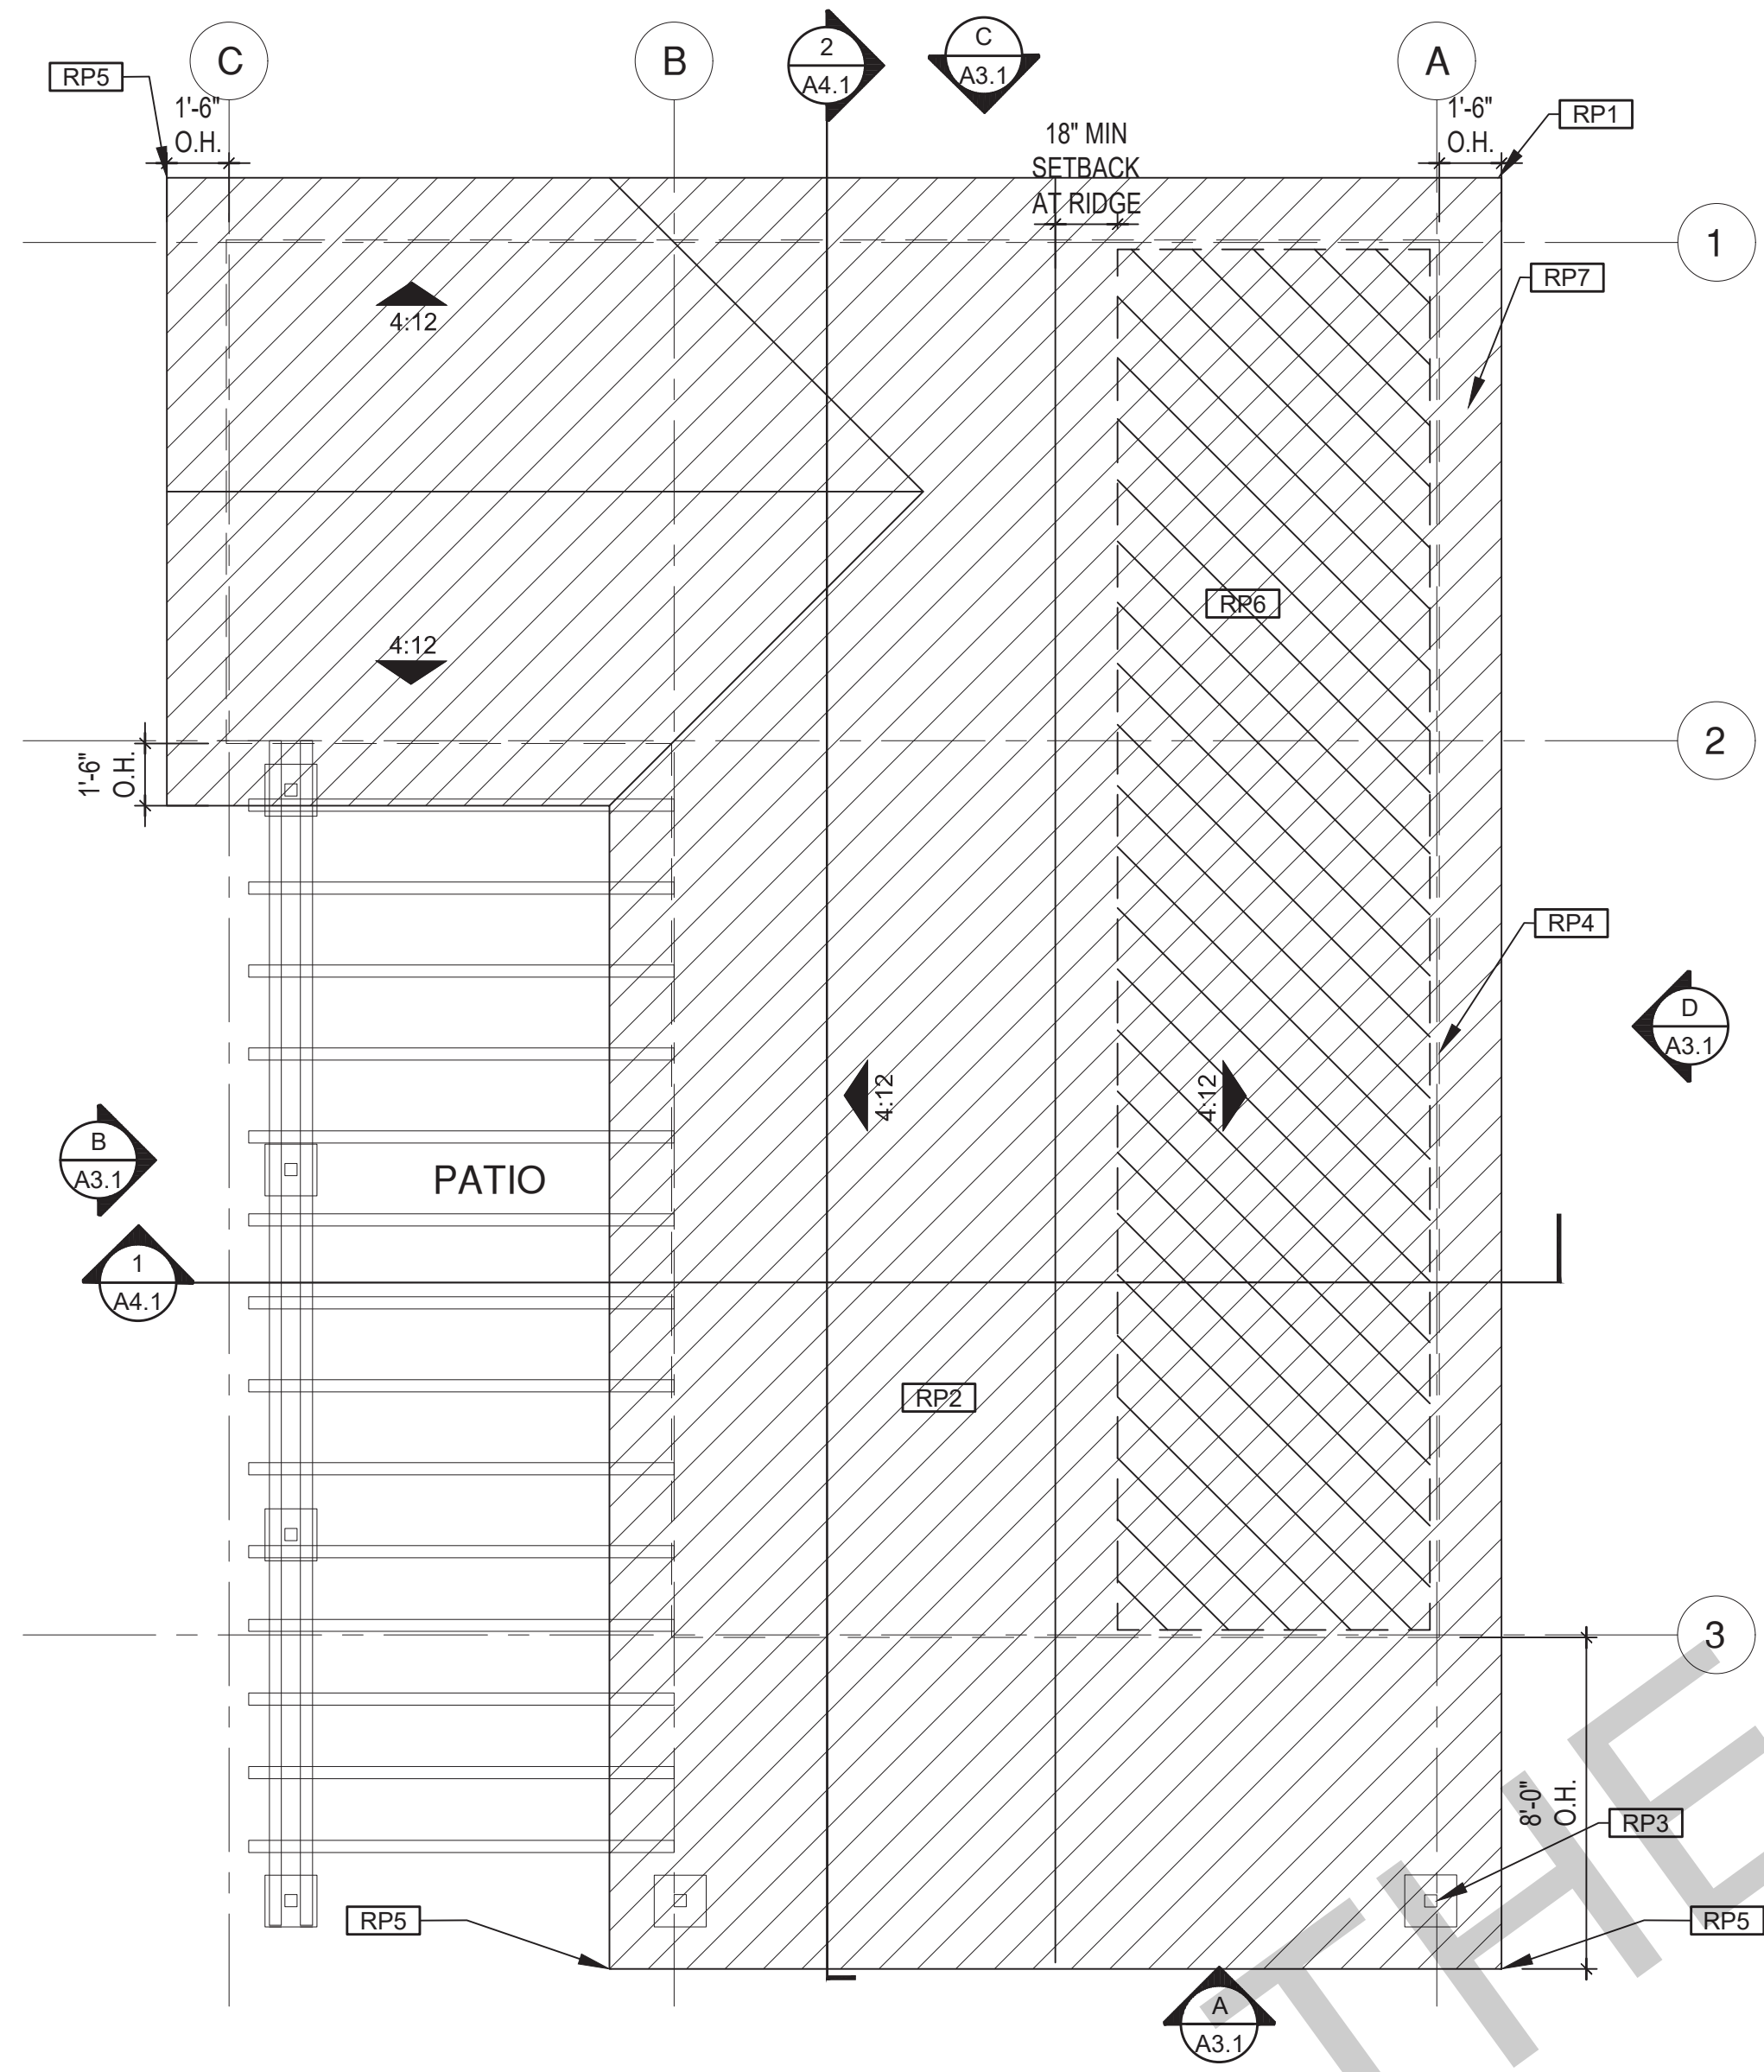 C
B
2
A4.1
C
A3.1
A
RP5
1'-6"
O.H.
18" MIN
SETBACK
AT RIDGE
1'-6"
O.H.
RP1
1
RP7
4:12
RP6
4:12
2
1'-6"
O.H.
RP4
D
A3.1
4:12
4:12
B
A3.1
PATIO
1
A4.1
RP2
3
8'-0"
O.H.
RP3
RP5
RP5
A
A3.1
THE